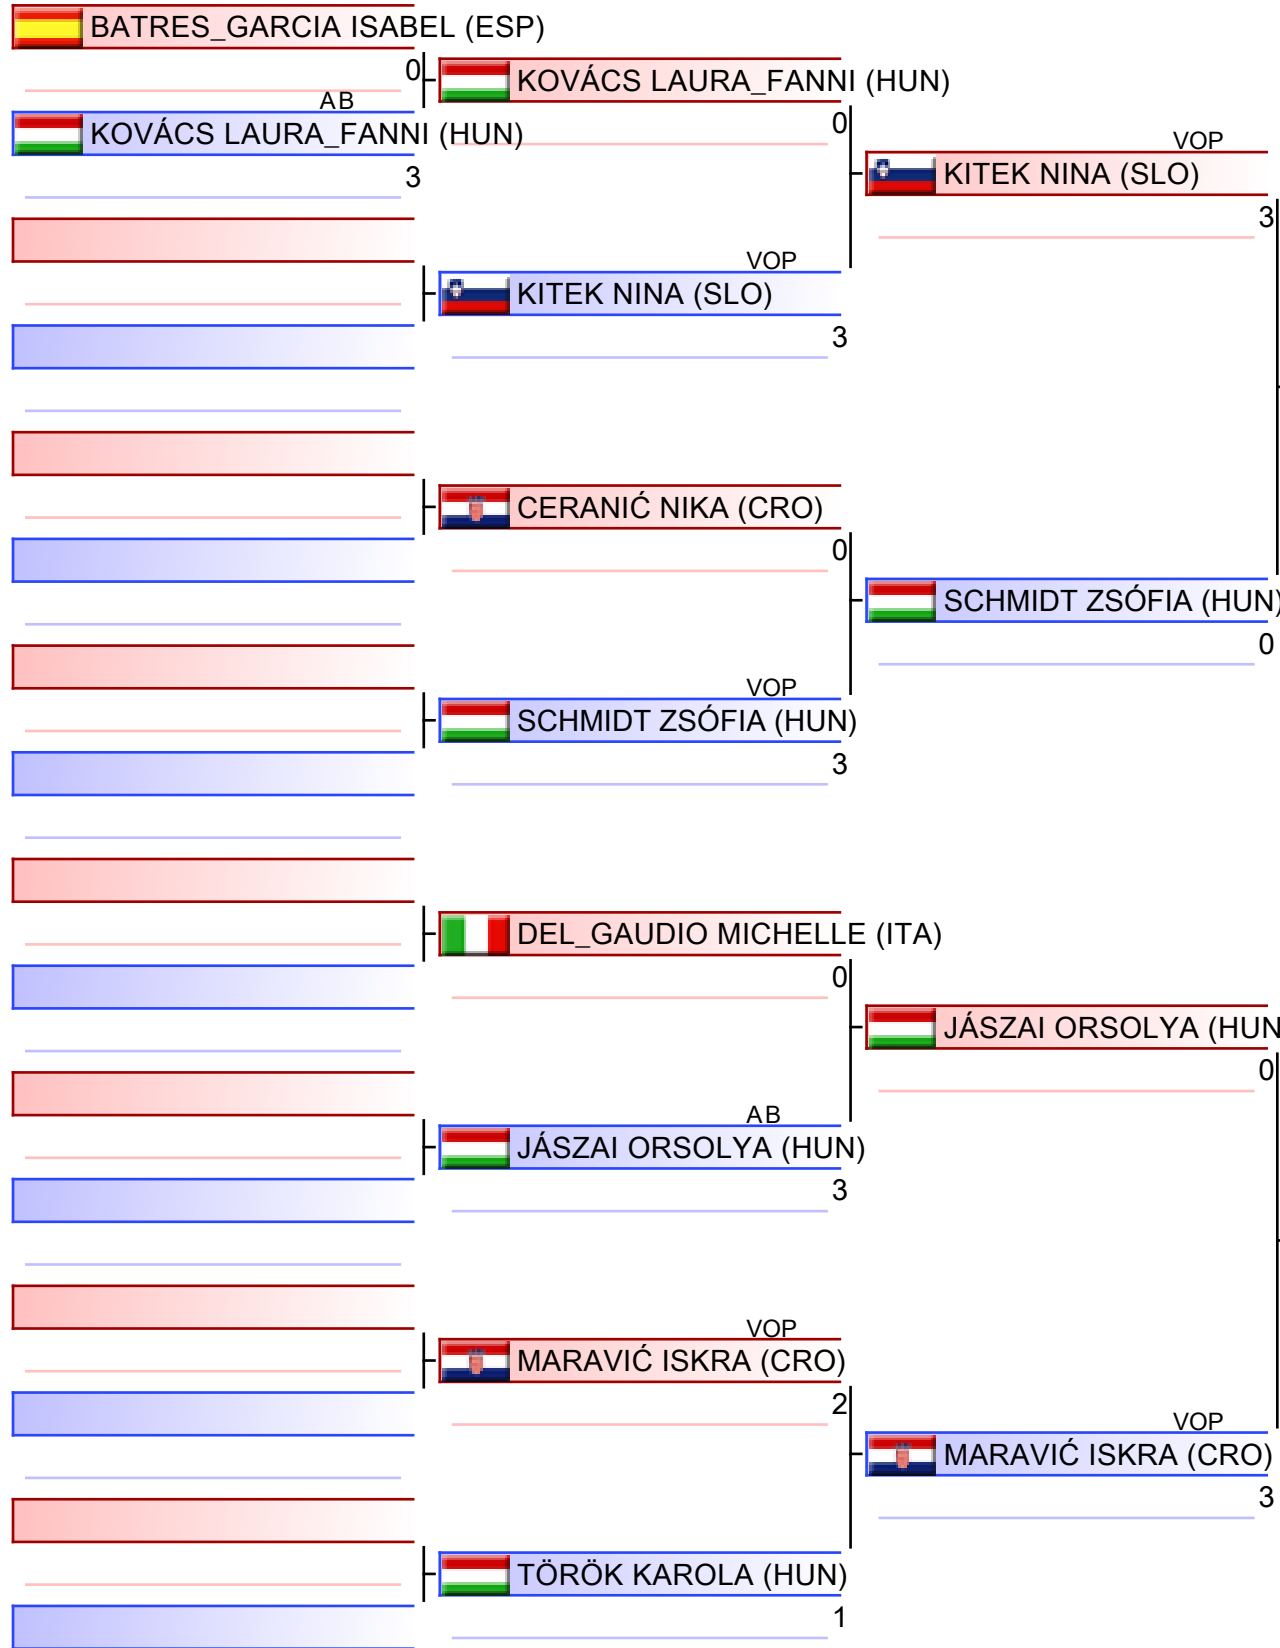 BATRES_GARCIA ISABEL (ESP)
0
AB
KOVÁCS LAURA_FANNI (HUN)
3
KOVÁCS LAURA_FANNI (HUN)
0
VOP
KITEK NINA (SLO)
3
VOP
KITEK NINA (SLO)
3
CERANIĆ NIKA (CRO)
0
VOP
SCHMIDT ZSÓFIA (HUN)
3
SCHMIDT ZSÓFIA (HUN)
0
DEL_GAUDIO MICHELLE (ITA)
0
AB
JÁSZAI ORSOLYA (HUN)
3
JÁSZAI ORSOLYA (HUN
0
VOP
MARAVIĆ ISKRA (CRO)
2
TÖRÖK KAROLA (HUN)
1
VOP
MARAVIĆ ISKRA (CRO)
3